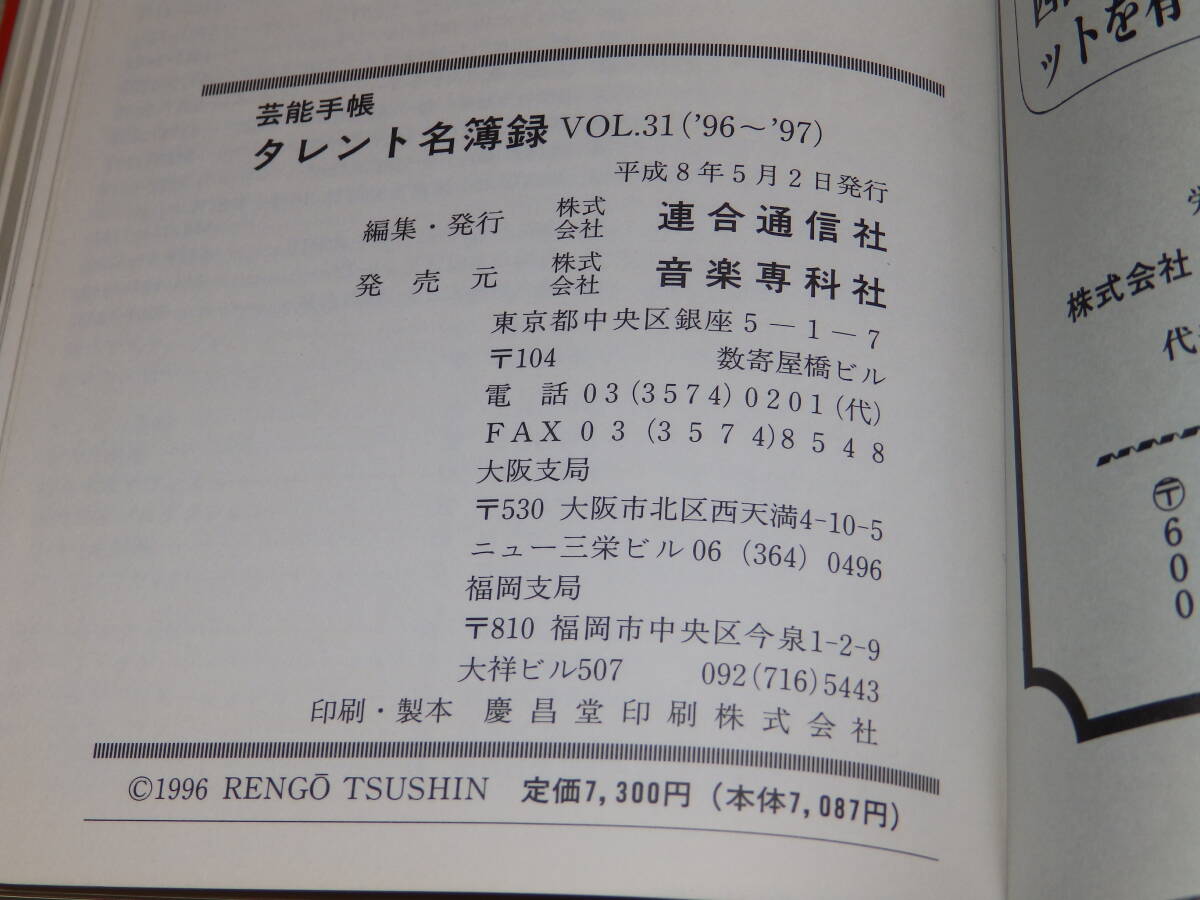 芸能手帳
タレント名簿録 VOL.31('96～'97)
平成8年5月2日発行
編集・発行 株式会社 連合通信社
発売元 株式会社 音楽専科社
東京都中央区銀座5－1－7
〒104 数寄屋橋ビル
電話 03(3574)0201(代)
FAX 03(3574)8548
大阪支局
〒530 大阪市北区西天満4-10-5
ニュー三栄ビル 06(364)0496
福岡支局
〒810 福岡市中央区今泉1-2-9
大祥ビル507 092(716)5443
印刷・製本 慶昌堂印刷株式会社
©1996 RENGŌ TSUSHIN 定価7,300円(本体7,087円)
ットを有
株式会社
代
〒600